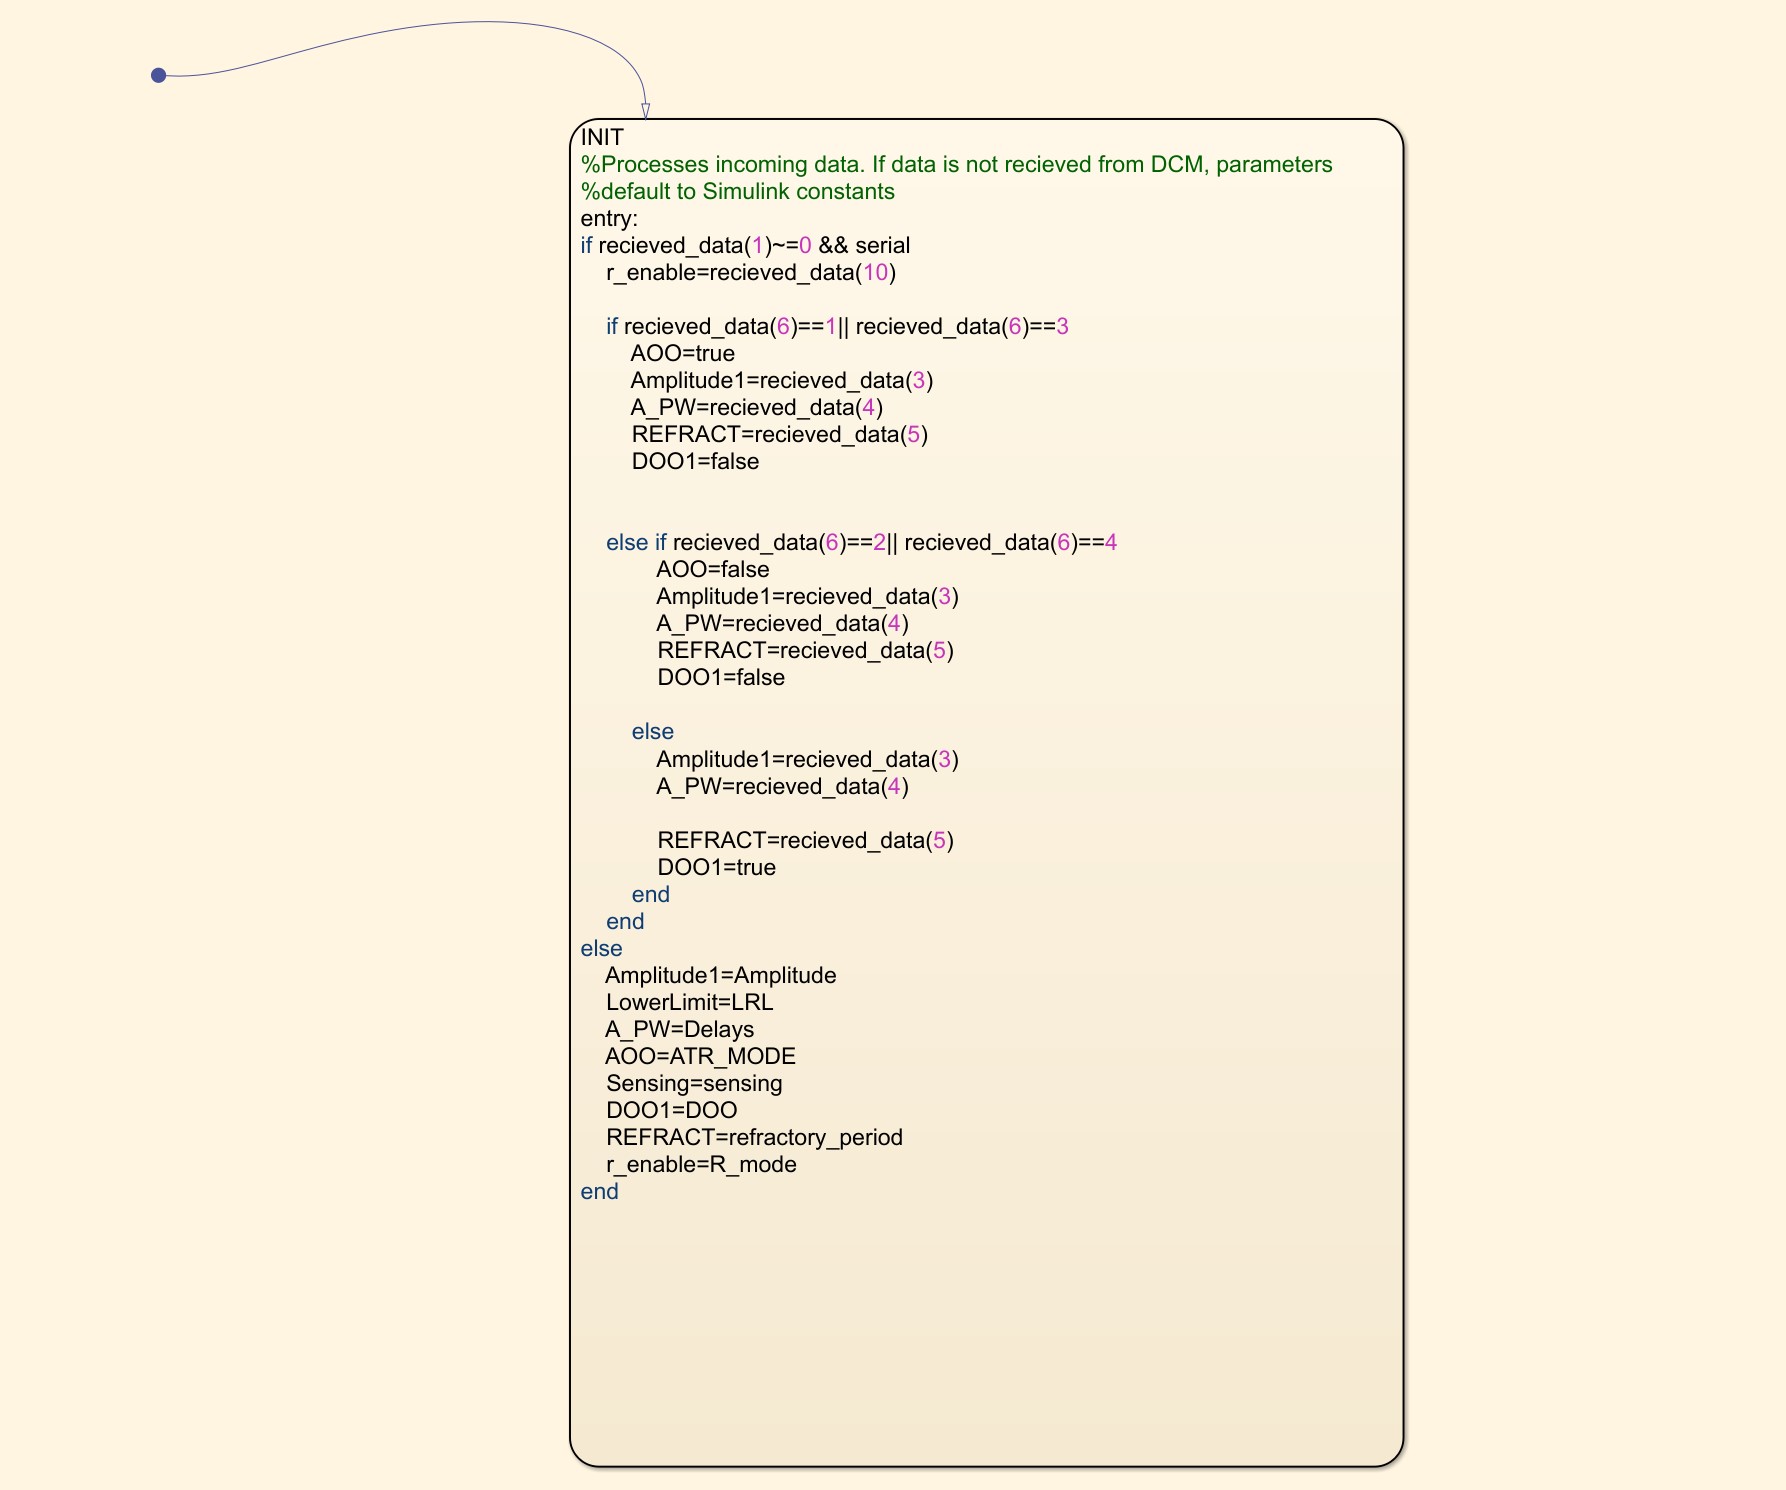 INIT
%Processes incoming data. If data is not recieved from DCM, parameters
%default to Simulink constants
entry:
if recieved_data(1)~=0 && serial
r_enable=recieved_data(10)
if recieved_data(6)==1|| recieved_data(6)==3
AOO=true
Amplitude1=recieved_data(3)
A_PW=recieved_data(4)
REFRACT=recieved_data(5)
DOO1=false
else if recieved_data(6)==2|| recieved_data(6)==4
AOO=false
Amplitude1=recieved_data(3)
A_PW=recieved_data(4)
REFRACT=recieved_data(5)
DOO1=false
else
Amplitude1=recieved_data(3)
A_PW=recieved_data(4)
REFRACT=recieved_data(5)
DOO1=true
end
end
else
Amplitude1=Amplitude
LowerLimit=LRL
A_PW=Delays
AOO=ATR_MODE
Sensing=sensing
DOO1=DOO
REFRACT=refractory_period
r_enable=R_mode
end